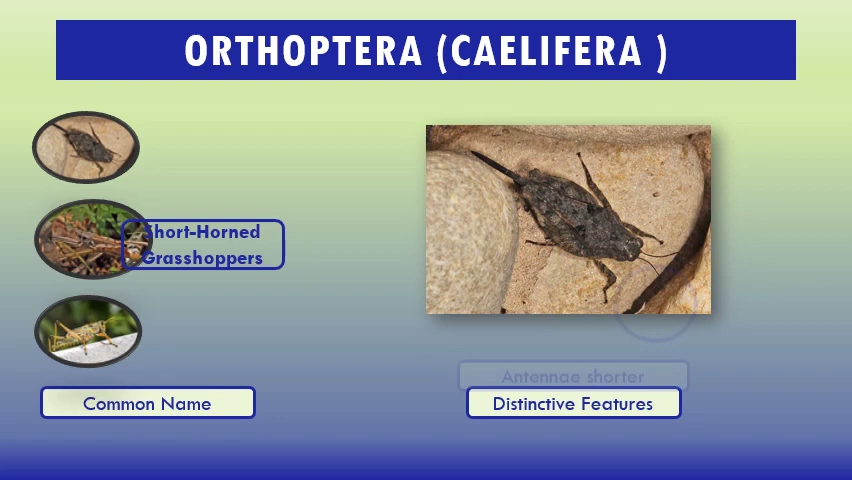 ORTHOPTERA (CAELIFERA )
Short-Horned
Grasshoppers
Antennae shorter
Common Name
Distinctive Features